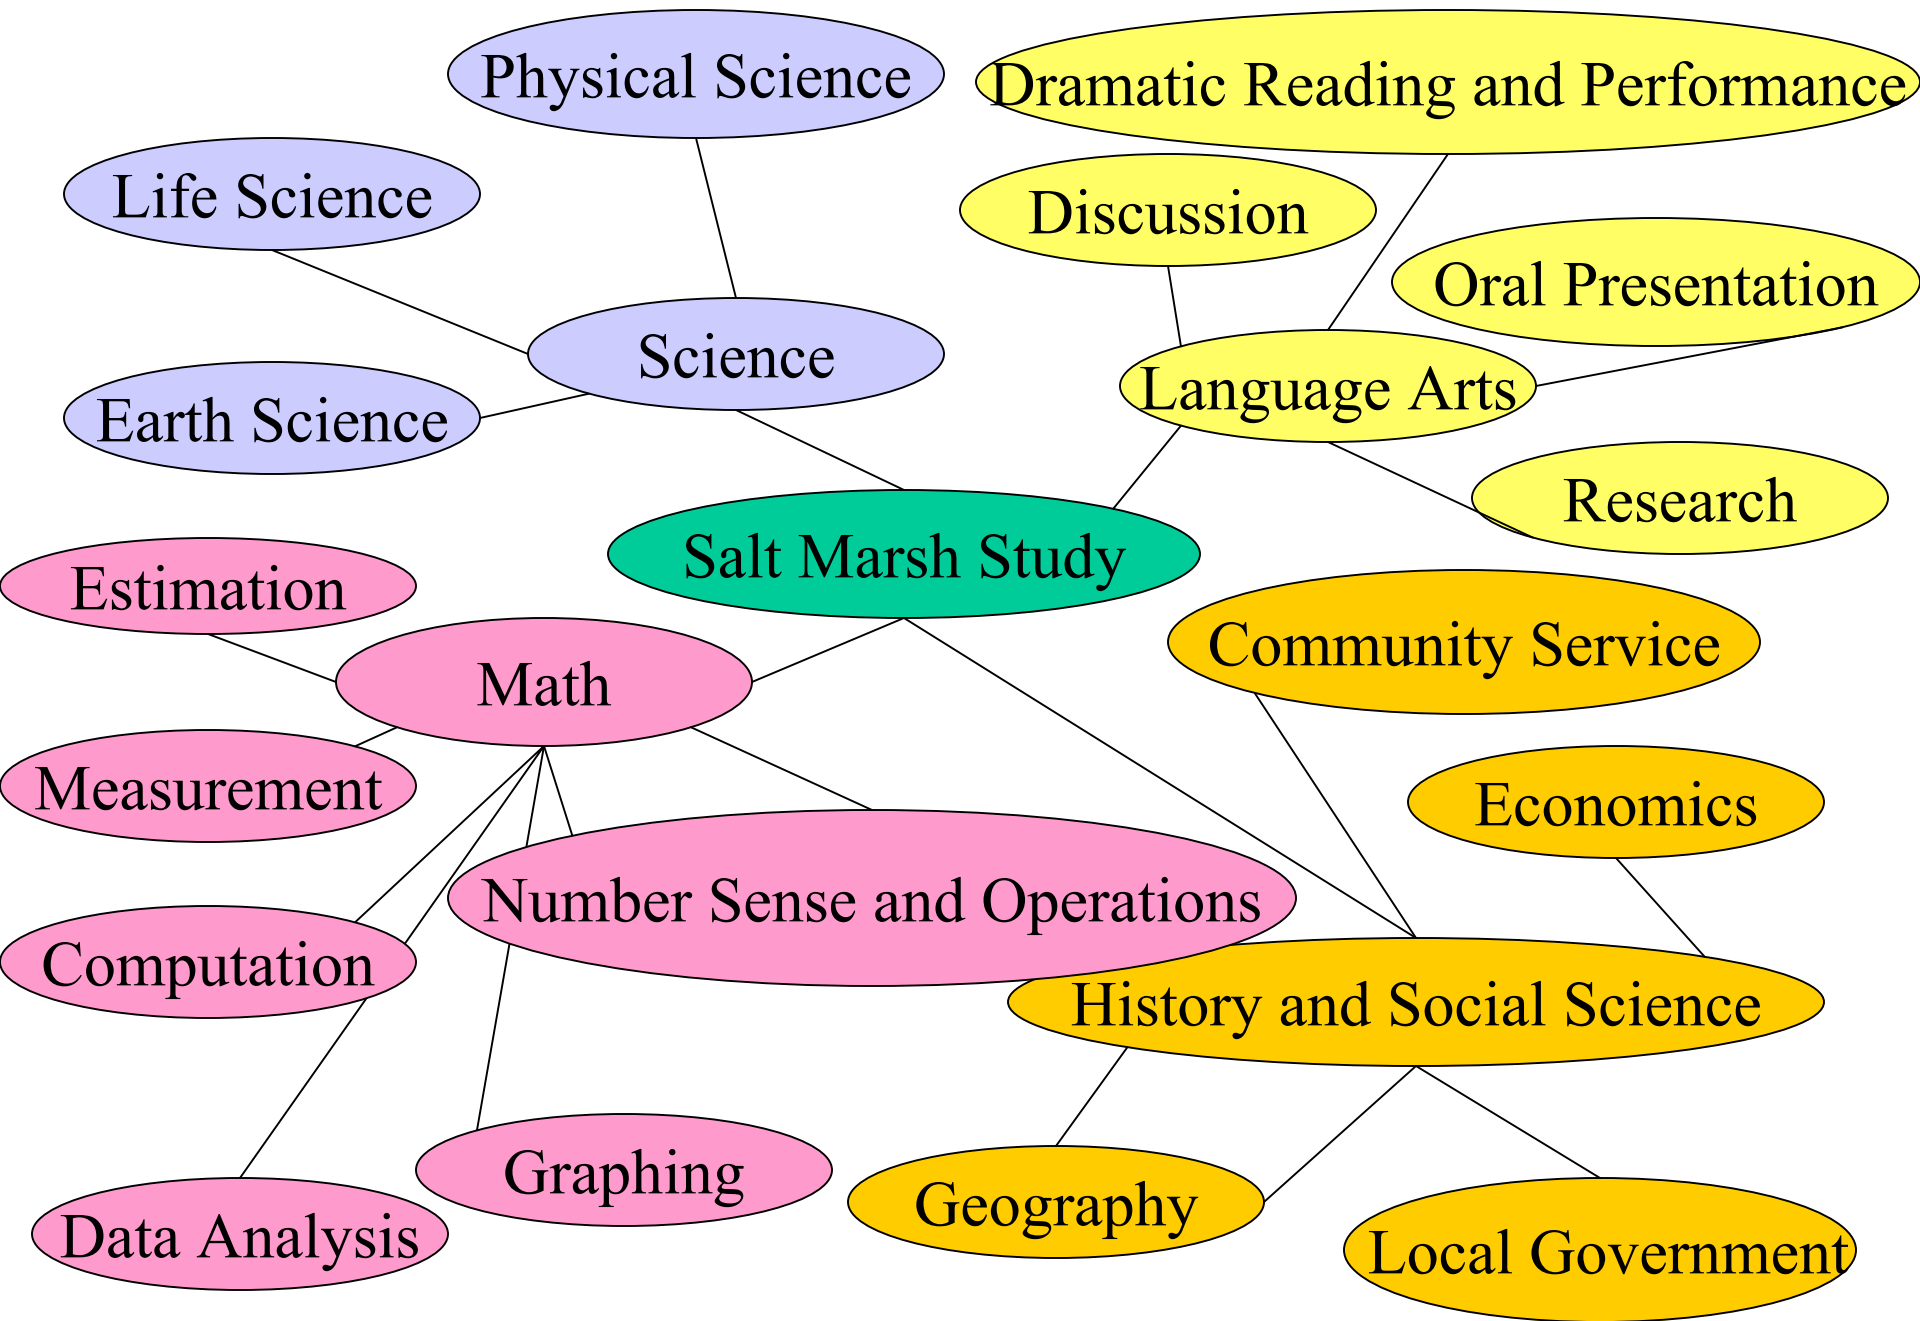 Physical Science
Dramatic Reading and Performance
Life Science
Discussion
Oral Presentation
Science
Language Arts
Earth Science
Research
Salt Marsh Study
Estimation
Community Service
Math
Measurement
Economics
Number Sense and Operations
Computation
History and Social Science
Graphing
Geography
Data Analysis
Local Government